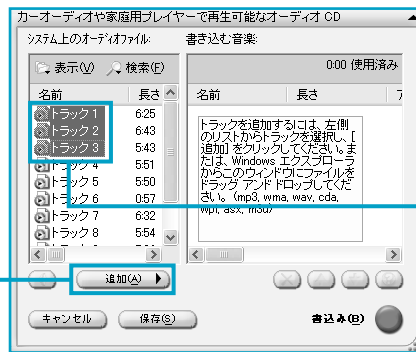 カーオーディオや家庭用プレイヤーで再生可能なオーディオ CD
システム上のオーディオファイル:
書き込む音楽:
表示(V) 検索(F)
0:00 使用済み
名前 長さ
名前 長さ
トラック 1 6:25
トラック 2 6:43
トラック 3 5:43
トラック 4 5:51
トラック 5 5:50
トラック 6 0:57
トラック 7 6:32
トラック 8 5:54
トラックを追加するには、左側
のリストからトラックを選択し、[
追加] をクリックしてください。ま
たは、Windows エクスプローラ
からこのウィンドウにファイルを
ドラッグ アンド ドロップしてくだ
さい。 (mp3, wma, wav, cda,
wpl, asx, m3u)
追加(A)
キャンセル 保存(S) 書込み(B)